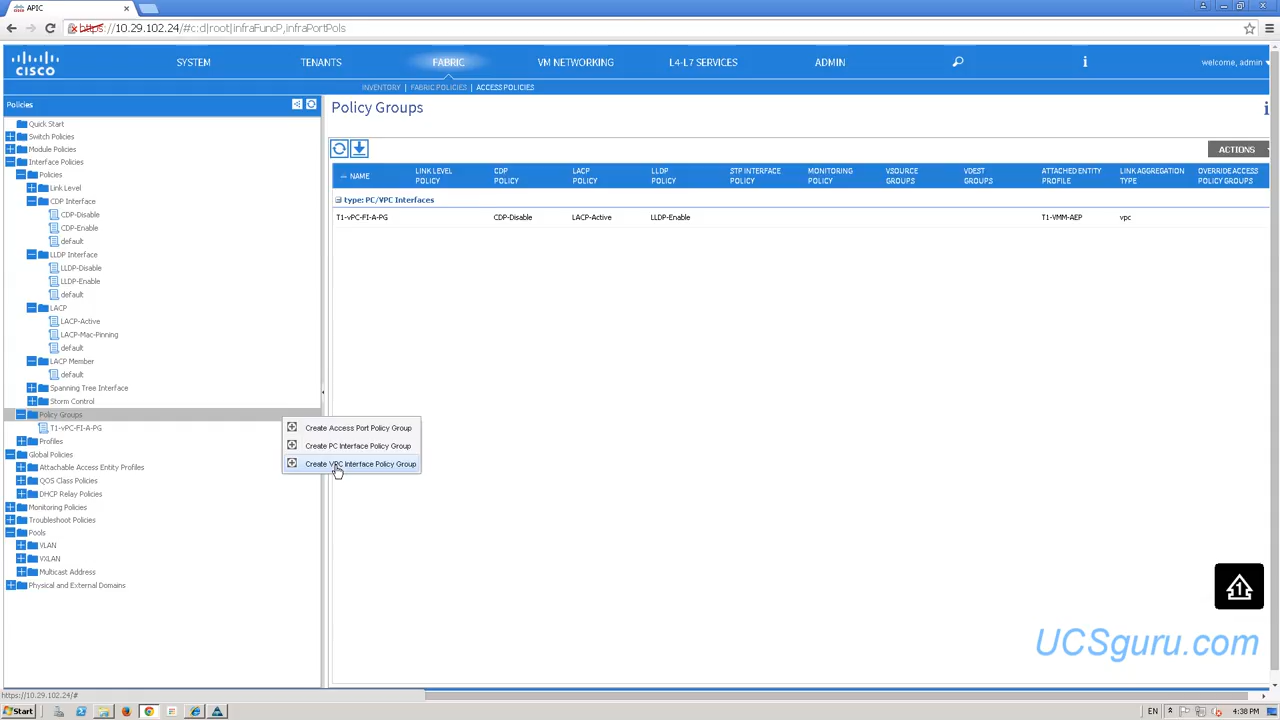 APIC
https://10.29.102.24/#c:d|root|infraFuncP,infraPortPols
CISCO
SYSTEM
TENANTS
FABRIC
VM NETWORKING
L4-L7 SERVICES
ADMIN
i
welcome, admin
INVENTORY | FABRIC POLICIES | ACCESS POLICIES
Policies
Quick Start
Switch Policies
Module Policies
Interface Policies
Policies
Link Level
CDP Interface
CDP-Disable
CDP-Enable
default
LLDP Interface
LLDP-Disable
LLDP-Enable
default
LACP
LACP-Active
LACP-Mac-Pinning
default
LACP Member
default
Spanning Tree Interface
Storm Control
Policy Groups
T1-vPC-FI-A-PG
Profiles
Global Policies
Attachable Access Entity Profiles
QOS Class Policies
DHCP Relay Policies
Monitoring Policies
Troubleshoot Policies
Pools
VLAN
VXLAN
Multicast Address
Physical and External Domains
Policy Groups
i
ACTIONS
NAME
LINK LEVEL POLICY
CDP POLICY
LACP POLICY
LLDP POLICY
STP INTERFACE POLICY
MONITORING POLICY
VSOURCE GROUPS
VDEST GROUPS
ATTACHED ENTITY PROFILE
LINK AGGREGATION TYPE
OVERRIDE ACCESS POLICY GROUPS
type: PC/VPC Interfaces
T1-vPC-FI-A-PG CDP-Disable LACP-Active LLDP-Enable T1-VMM-AEP vpc
Create Access Port Policy Group
Create PC Interface Policy Group
Create VPC Interface Policy Group
1
UCSguru.com
https://10.29.102.24/#
Start
EN
4:38 PM